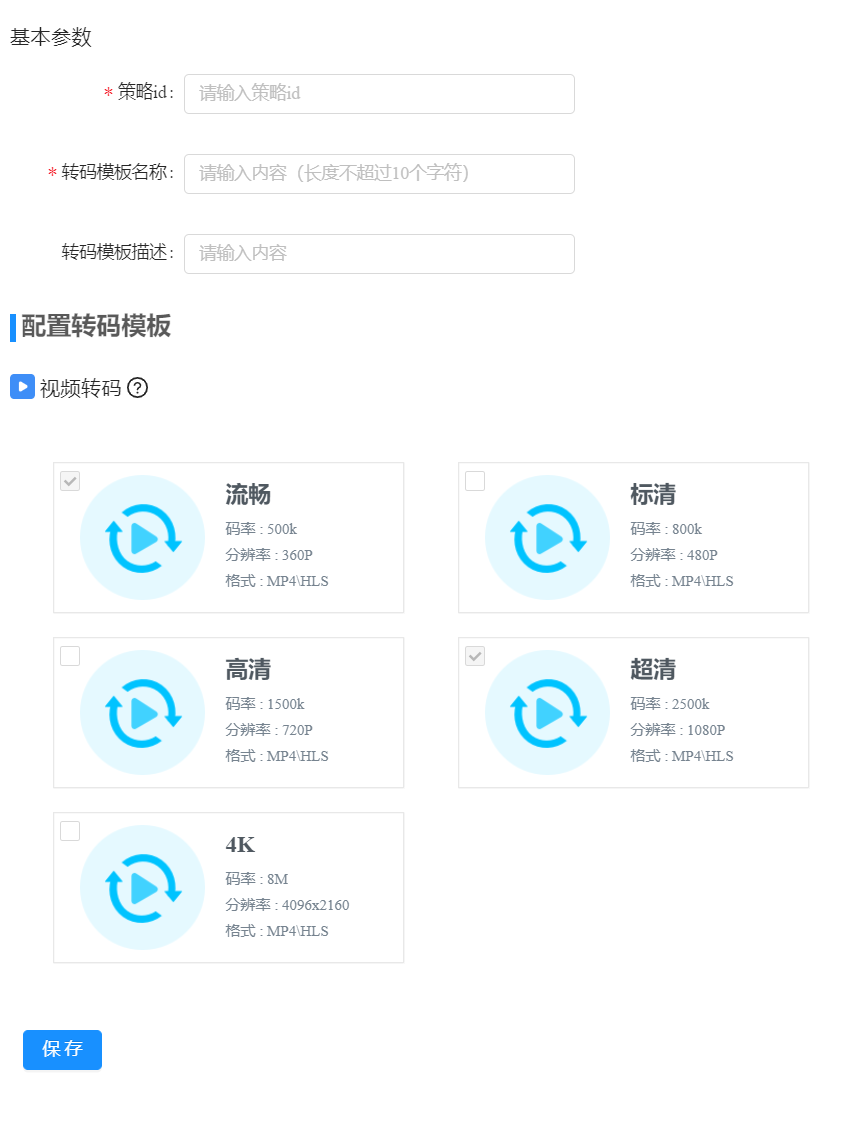 基本参数
* 策略id:
请输入策略id
* 转码模板名称:
请输入内容（长度不超过10个字符）
转码模板描述:
请输入内容
配置转码模板
视频转码 ?
流畅
码率 : 500k
分辨率 : 360P
格式 : MP4\HLS
标清
码率 : 800k
分辨率 : 480P
格式 : MP4\HLS
高清
码率 : 1500k
分辨率 : 720P
格式 : MP4\HLS
超清
码率 : 2500k
分辨率 : 1080P
格式 : MP4\HLS
4K
码率 : 8M
分辨率 : 4096x2160
格式 : MP4\HLS
保存